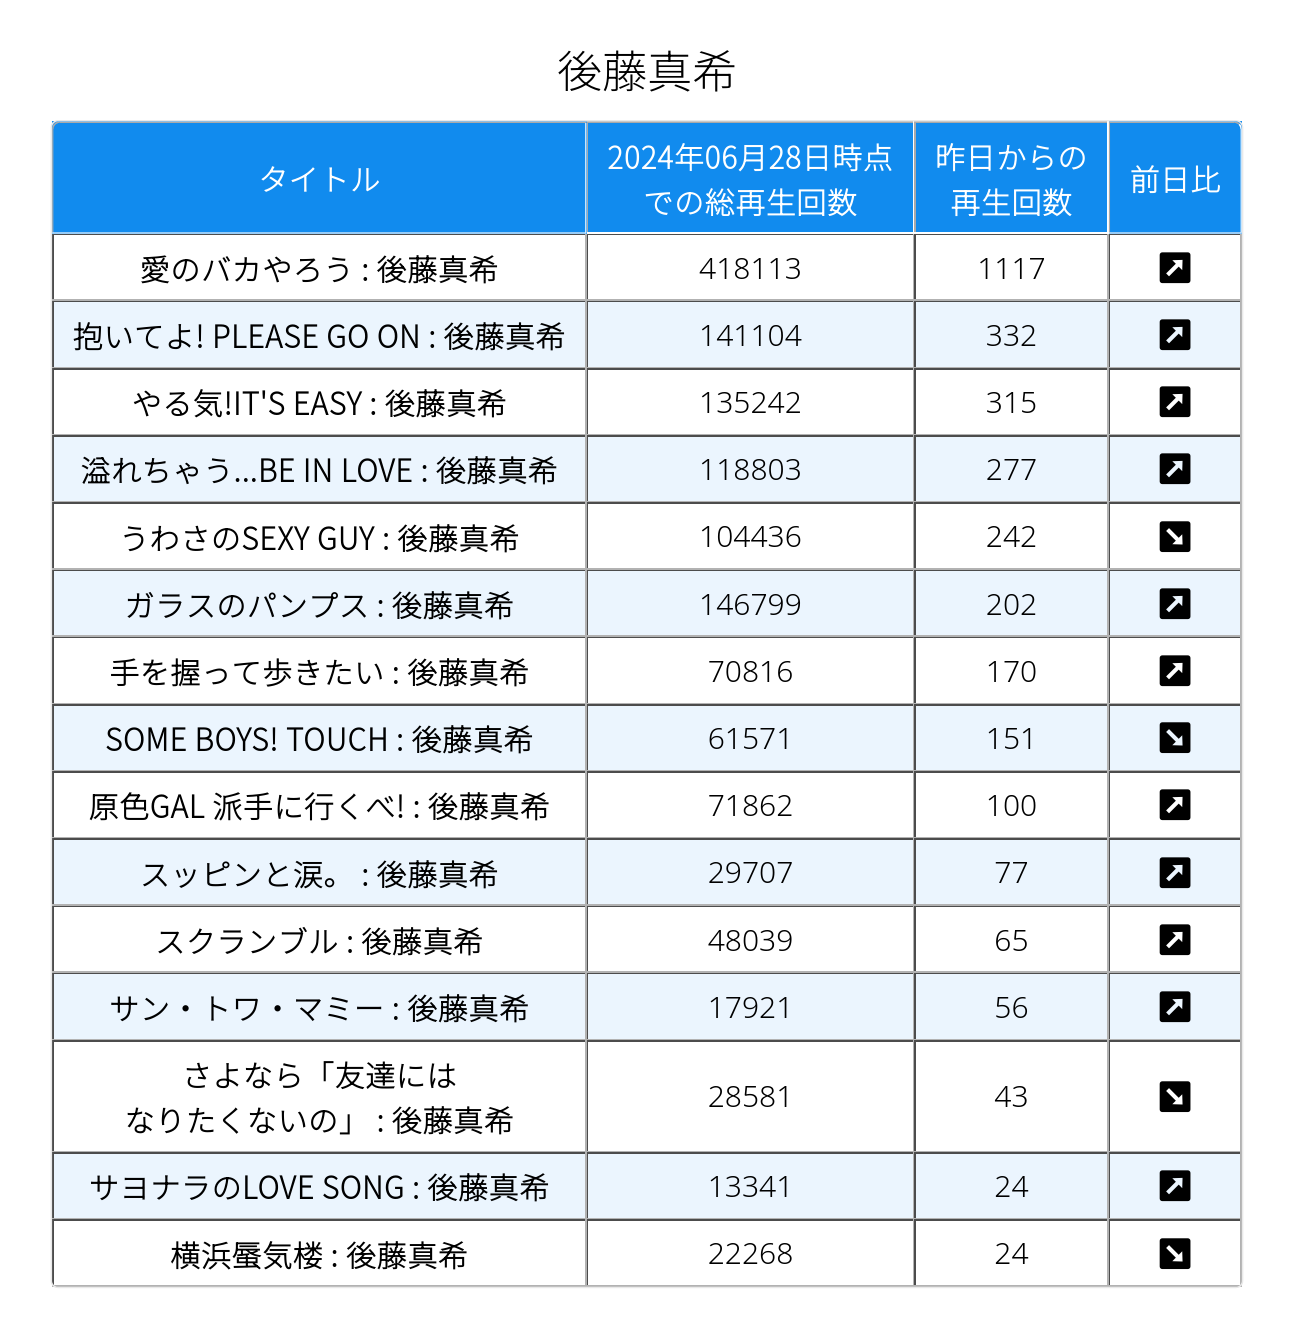 後藤真希
タイトル
2024年06月28日時点
での総再生回数
昨日からの
再生回数
前日比
愛のバカやろう : 後藤真希 418113 1117
抱いてよ! PLEASE GO ON : 後藤真希 141104 332
やる気!IT'S EASY : 後藤真希 135242 315
溢れちゃう...BE IN LOVE : 後藤真希 118803 277
うわさのSEXY GUY : 後藤真希 104436 242
ガラスのパンプス : 後藤真希 146799 202
手を握って歩きたい : 後藤真希 70816 170
SOME BOYS! TOUCH : 後藤真希 61571 151
原色GAL 派手に行くべ! : 後藤真希 71862 100
スッピンと涙。 : 後藤真希 29707 77
スクランブル : 後藤真希 48039 65
サン・トワ・マミー : 後藤真希 17921 56
さよなら「友達には
なりたくないの」 : 後藤真希 28581 43
サヨナラのLOVE SONG : 後藤真希 13341 24
横浜蜃気楼 : 後藤真希 22268 24